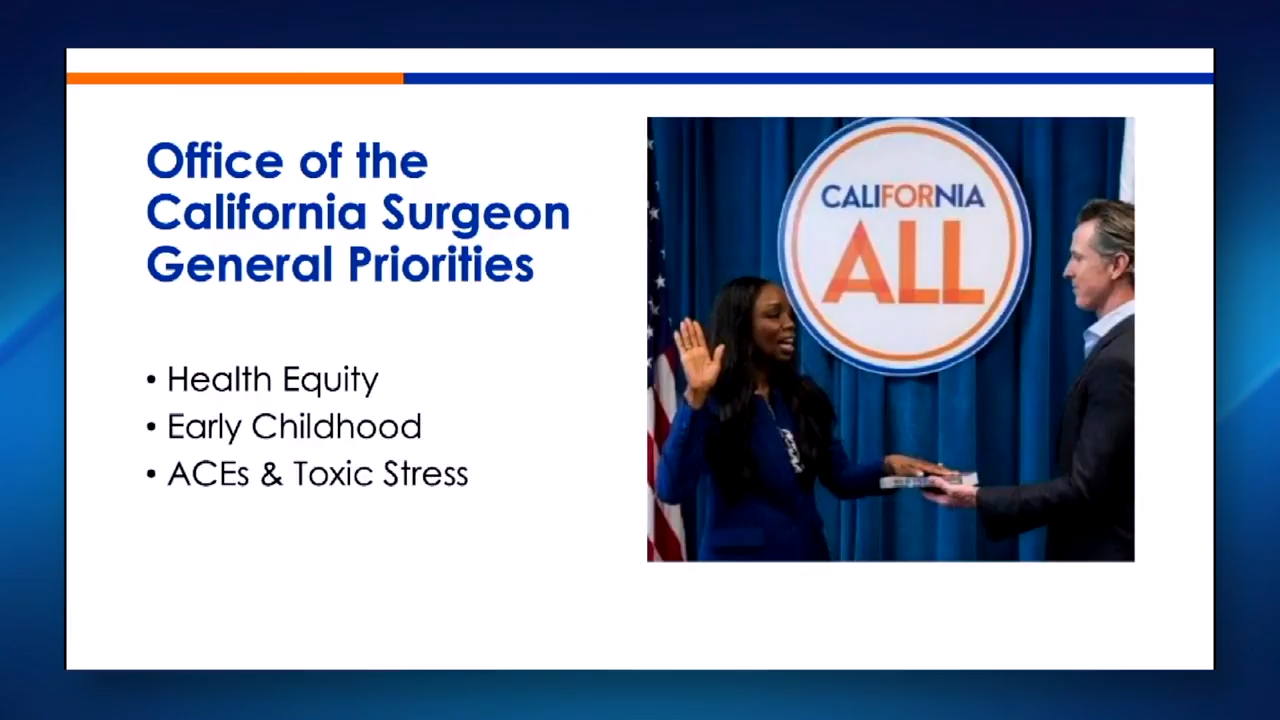 Office of the
California Surgeon
General Priorities
• Health Equity
• Early Childhood
• ACEs & Toxic Stress
CALIFORNIA
ALL